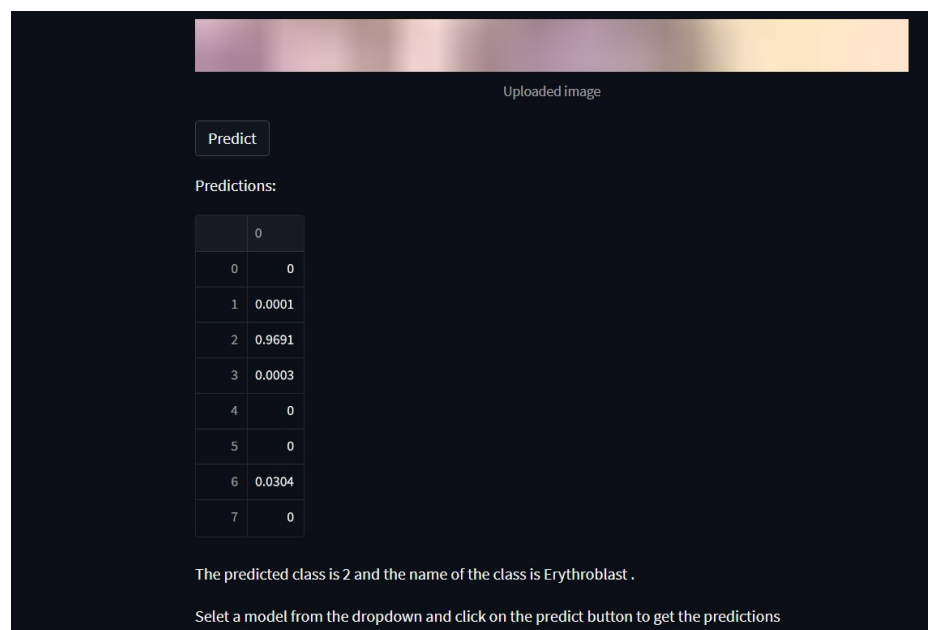 Uploaded image
Predict
Predictions:
0
0 0
1 0.0001
2 0.9691
3 0.0003
4 0
5 0
6 0.0304
7 0
The predicted class is 2 and the name of the class is Erythroblast .
Selet a model from the dropdown and click on the predict button to get the predictions